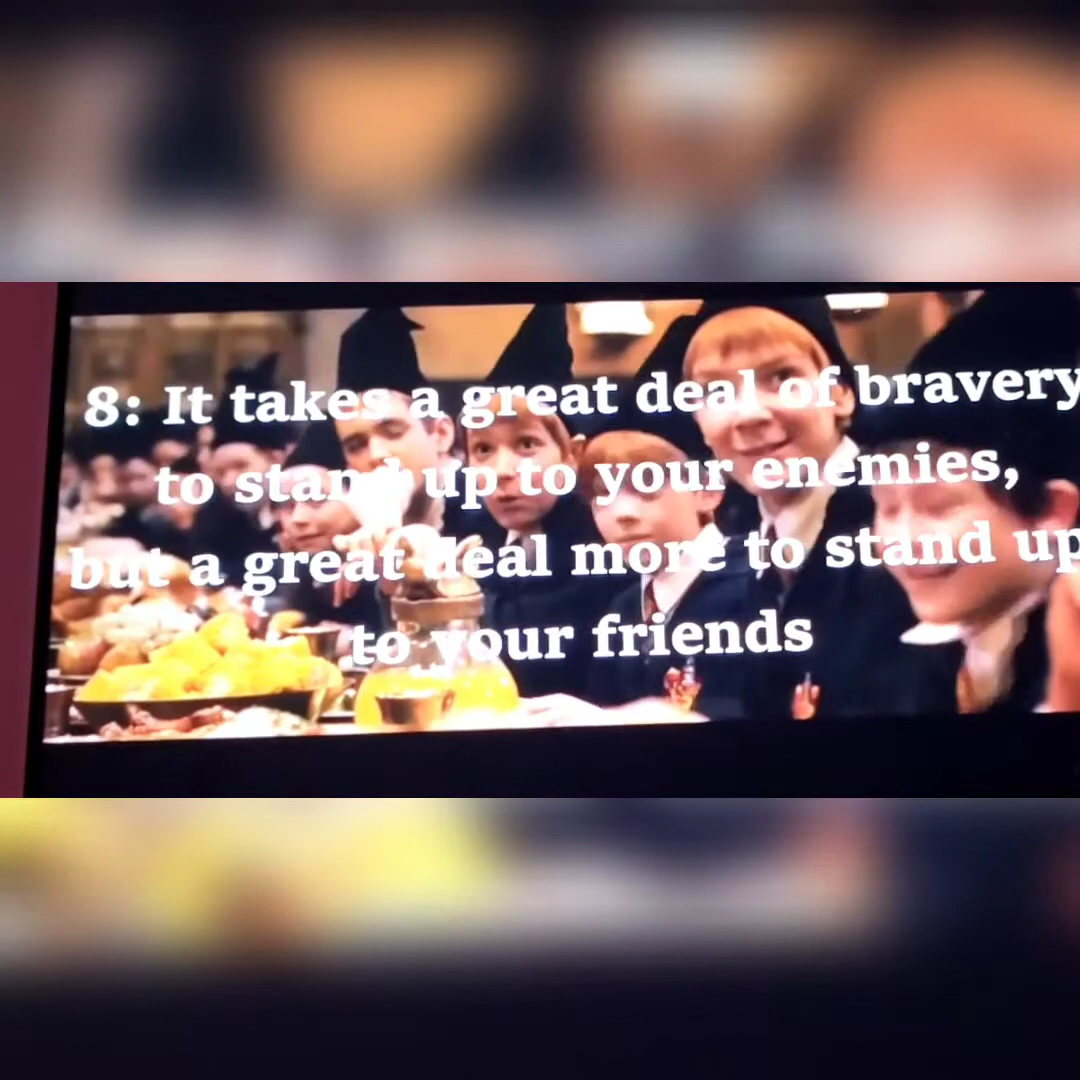 8: It takes a great deal of bravery
to stand up to your enemies,
but a great deal more to stand up
to your friends